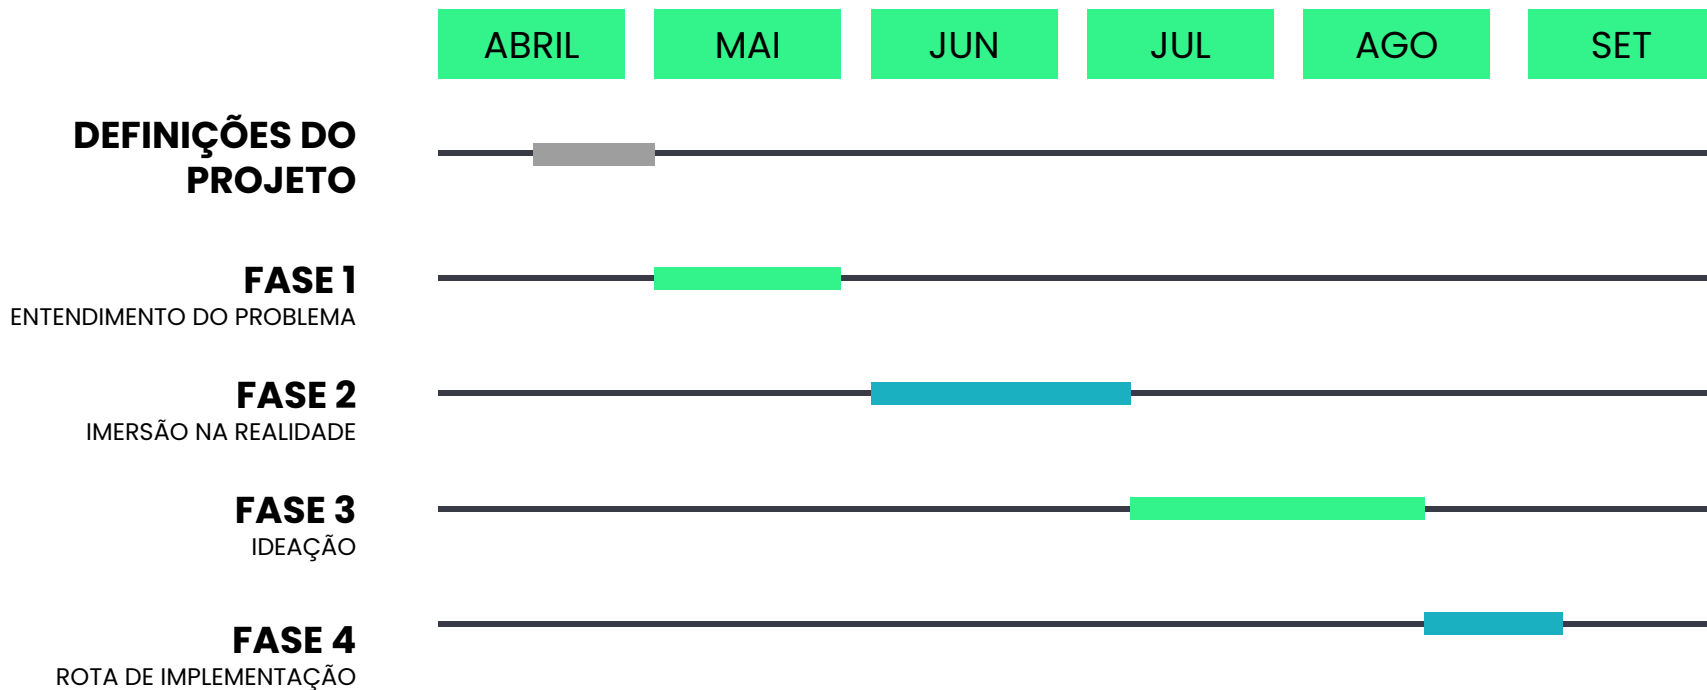 ABRIL MAI JUN JUL AGO SET
DEFINIÇÕES DO
PROJETO
FASE 1
ENTENDIMENTO DO PROBLEMA
FASE 2
IMERSÃO NA REALIDADE
FASE 3
IDEAÇÃO
FASE 4
ROTA DE IMPLEMENTAÇÃO